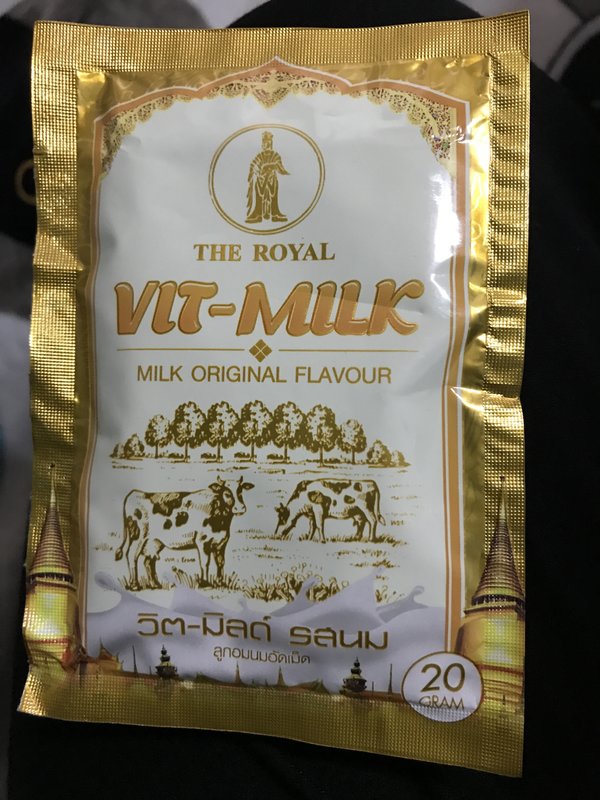 THE ROYAL
VIT-MILK
MILK ORIGINAL FLAVOUR
วิต-มิลด์ รสนม
ลูกอมนมอัดเม็ด
20
GRAM